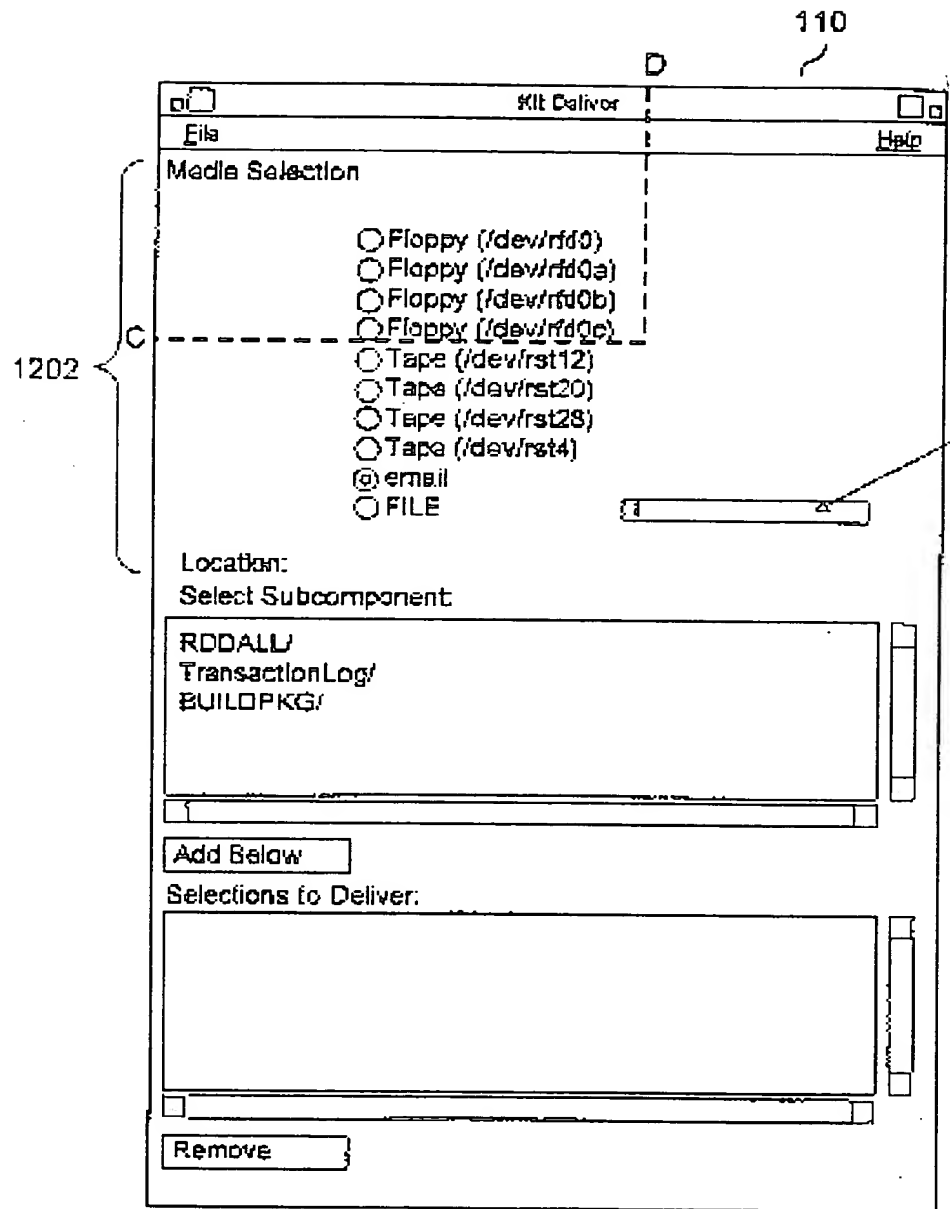 110
D
Kit Deliver
File Help
Media Selection
Floppy (/dev/rfd0)
Floppy (/dev/rfd0a)
Floppy (/dev/rfd0b)
Floppy (/dev/rfd0c)
C
1202
Tape (/dev/rst12)
Tape (/dev/rst20)
Tape (/dev/rst28)
Tape (/dev/rst4)
email
FILE
Location:
Select Subcomponent:
RDDALL/
TransactionLog/
BUILDPKG/
Add Below
Selections to Deliver:
Remove